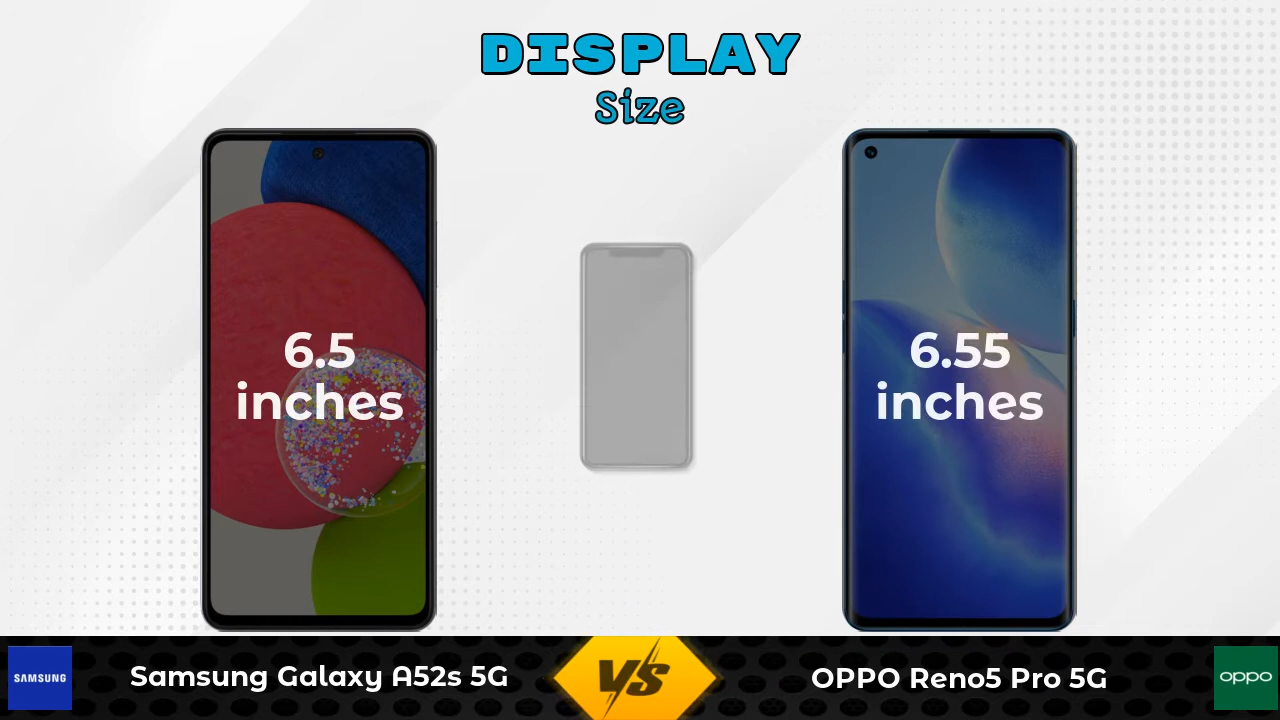 DISPLAY
Size
6.5
inches
6.55
inches
SAMSUNG
Samsung Galaxy A52s 5G
VS
OPPO Reno5 Pro 5G
oppo